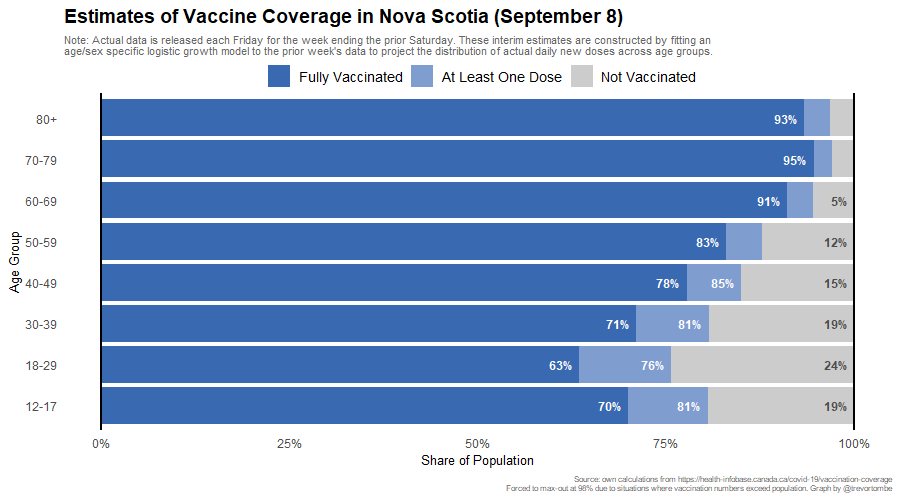 Estimates of Vaccine Coverage in Nova Scotia (September 8)
Note: Actual data is released each Friday for the week ending the prior Saturday. These interim estimates are constructed by fitting an
age/sex specific logistic growth model to the prior week's data to project the distribution of actual daily new doses across age groups.
Fully Vaccinated At Least One Dose Not Vaccinated
Age Group
80+ 93%
70-79 95%
60-69 91% 5%
50-59 83% 12%
40-49 78% 85% 15%
30-39 71% 81% 19%
18-29 63% 76% 24%
12-17 70% 81% 19%
0% 25% 50% 75% 100%
Share of Population
Source: own calculations from https://health-infobase.canada.ca/covid-19/vaccination-coverage
Forced to max-out at 98% due to situations where vaccination numbers exceed population. Graph by @trevortombe